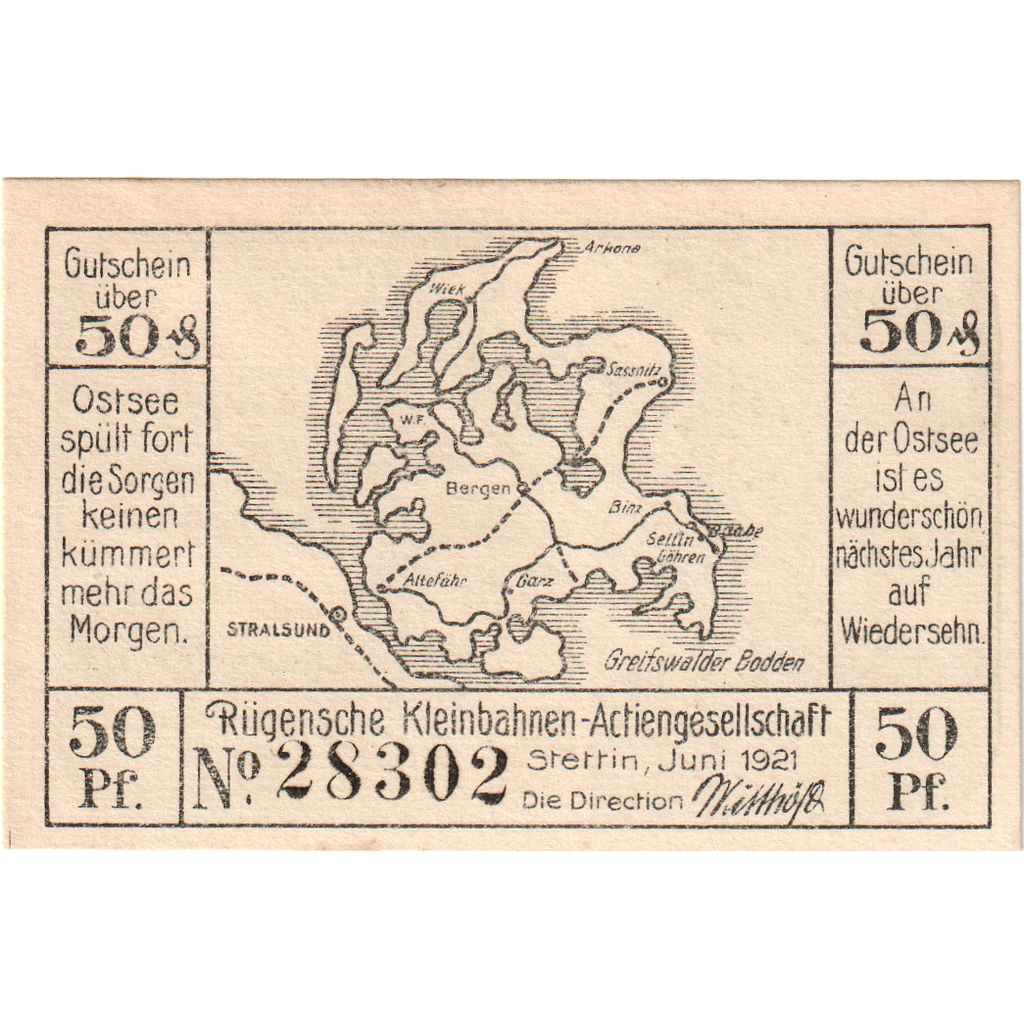 Gutschein
über
50 ₰
Ostsee
spült fort
die Sorgen
keinen
kümmert
mehr das
Morgen.
Arkona
Wiek
Sassnitz
W.F.
Bergen
Binz
Baabe
Sellin
Göhren
Altefähr
Garz
STRALSUND
Greifswalder Bodden
Gutschein
über
50 ₰
An
der Ostsee
ist es
wunderschön
nächstes Jahr
auf
Wiedersehn.
50
Pf.
Rügensche Kleinbahnen-Actiengesellschaft
No. 28302
Stettin, Juni 1921
Die Direction
50
Pf.